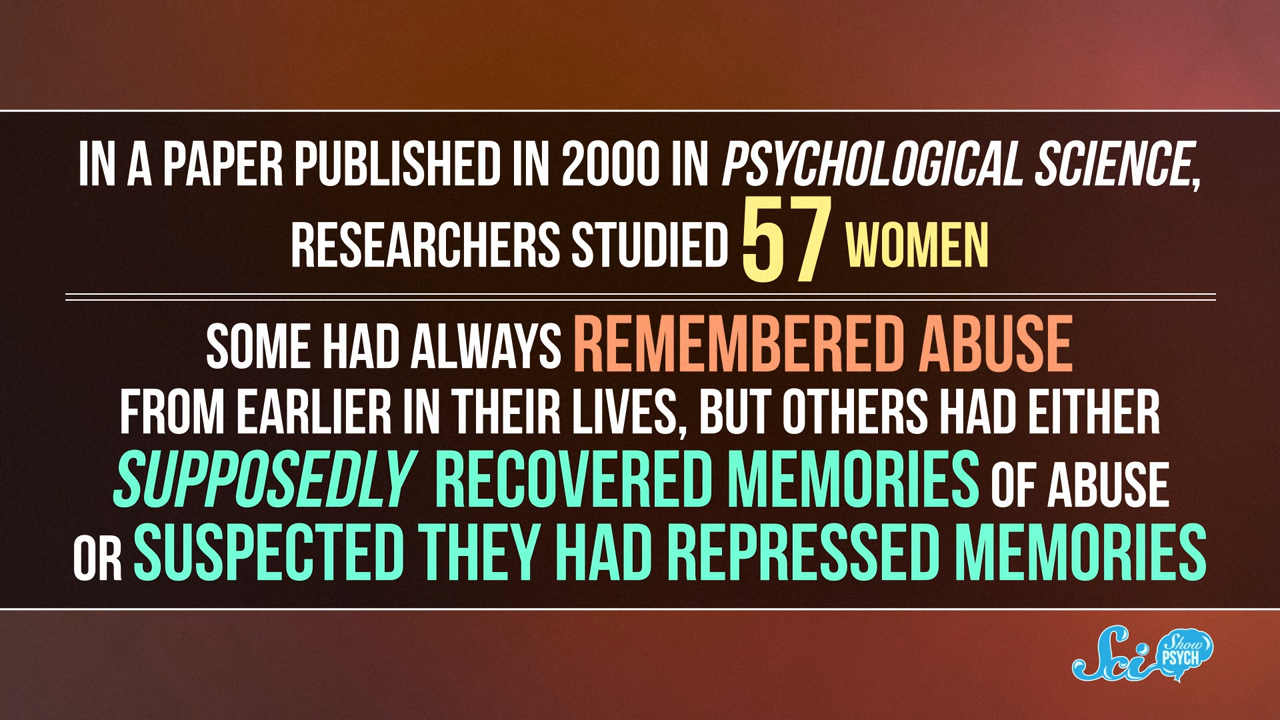 IN A PAPER PUBLISHED IN 2000 IN PSYCHOLOGICAL SCIENCE,
RESEARCHERS STUDIED 57 WOMEN
SOME HAD ALWAYS REMEMBERED ABUSE
FROM EARLIER IN THEIR LIVES, BUT OTHERS HAD EITHER
SUPPOSEDLY RECOVERED MEMORIES OF ABUSE
OR SUSPECTED THEY HAD REPRESSED MEMORIES
Sci Show
PSYCH